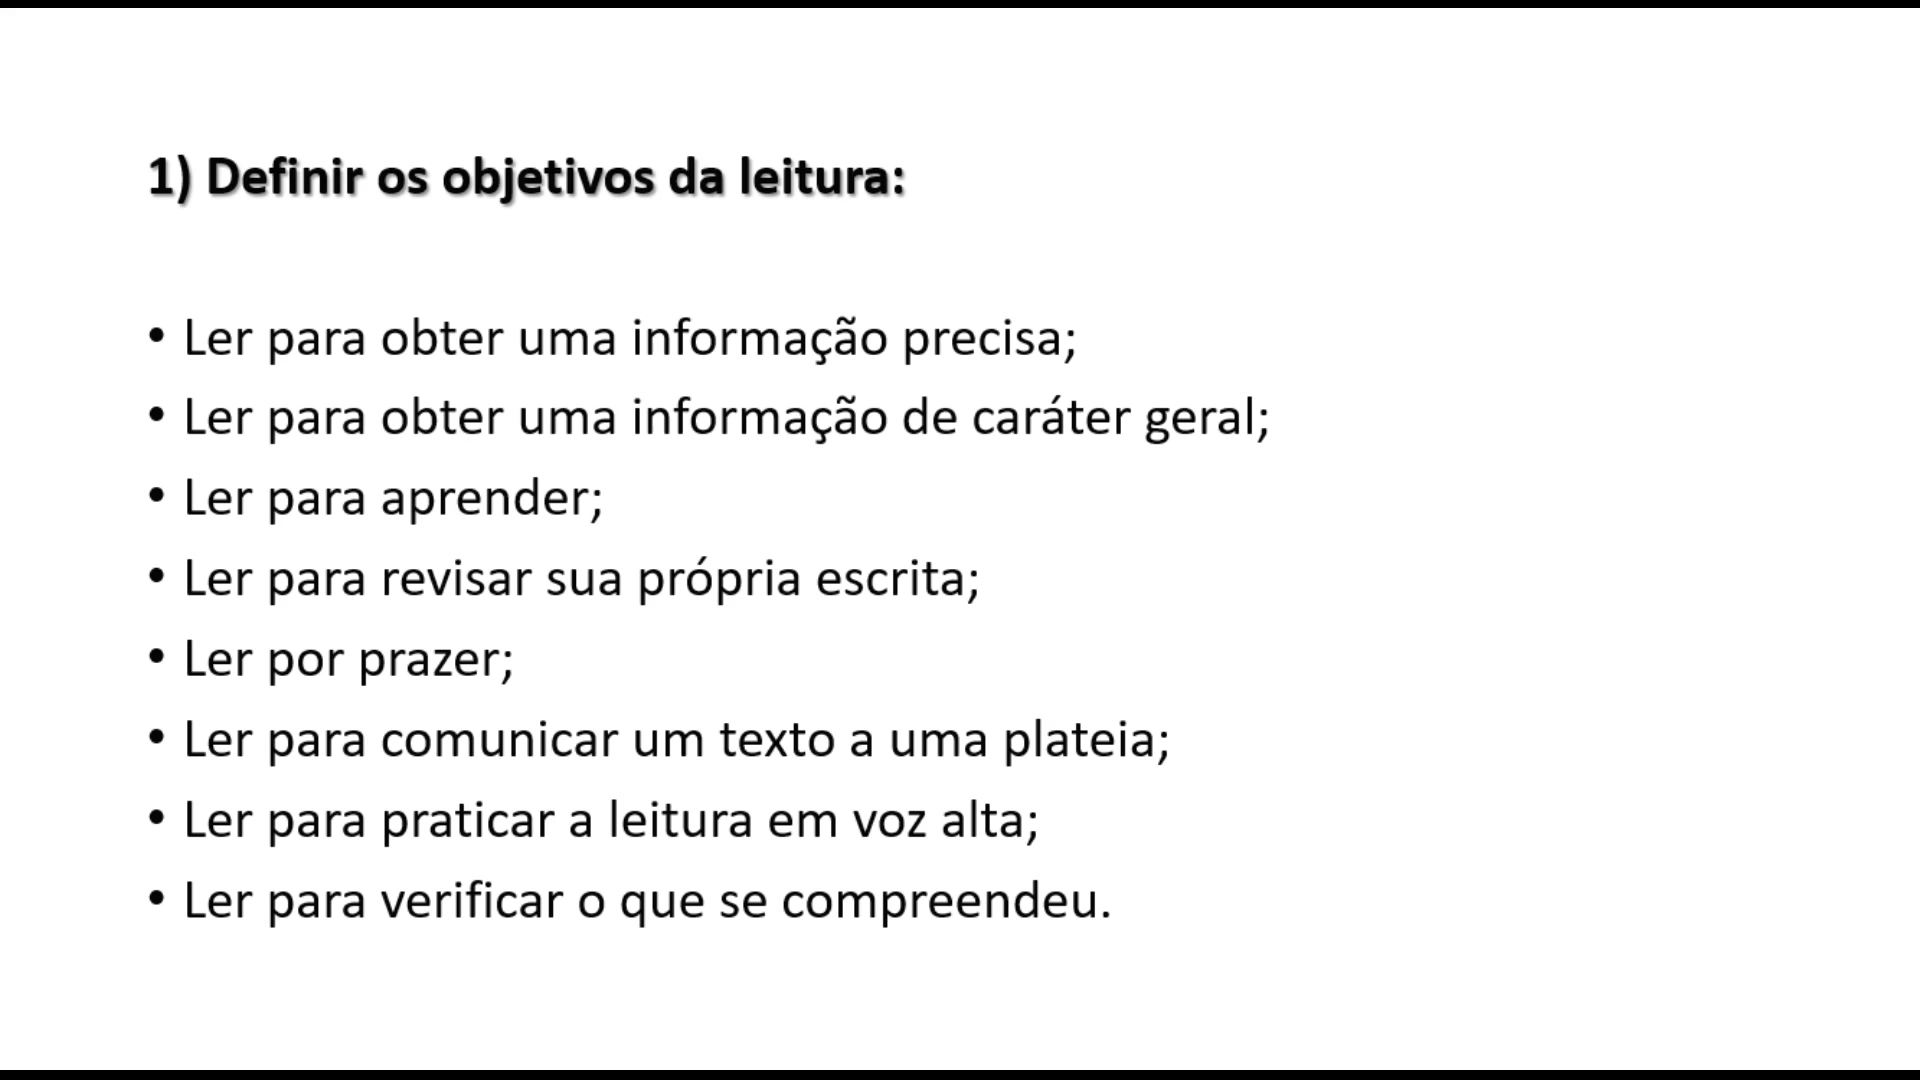 1) Definir os objetivos da leitura:
• Ler para obter uma informação precisa;
• Ler para obter uma informação de caráter geral;
• Ler para aprender;
• Ler para revisar sua própria escrita;
• Ler por prazer;
• Ler para comunicar um texto a uma plateia;
• Ler para praticar a leitura em voz alta;
• Ler para verificar o que se compreendeu.